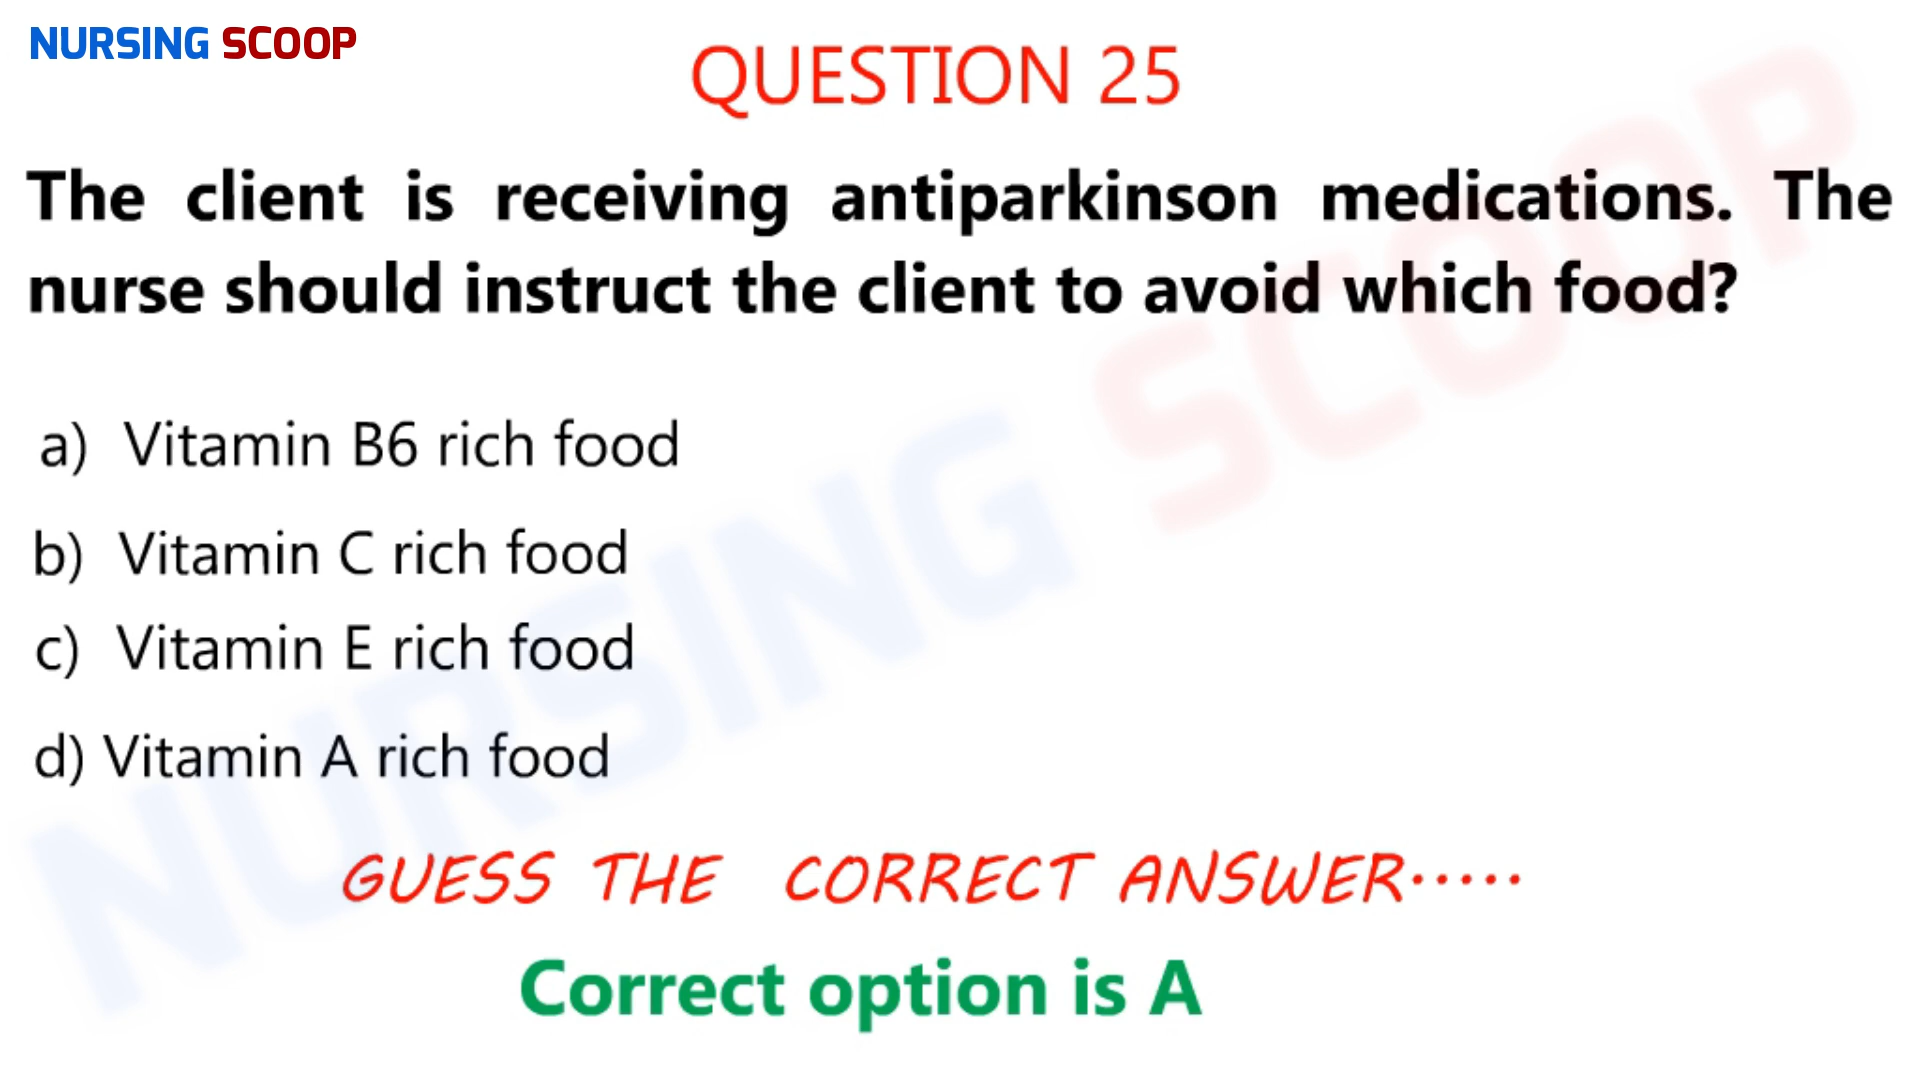 NURSING SCOOP
QUESTION 25
The client is receiving antiparkinson medications. The
nurse should instruct the client to avoid which food?
a) Vitamin B6 rich food
b) Vitamin C rich food
c) Vitamin E rich food
d) Vitamin A rich food
GUESS THE CORRECT ANSWER.....
Correct option is A
NURSING SCOOP